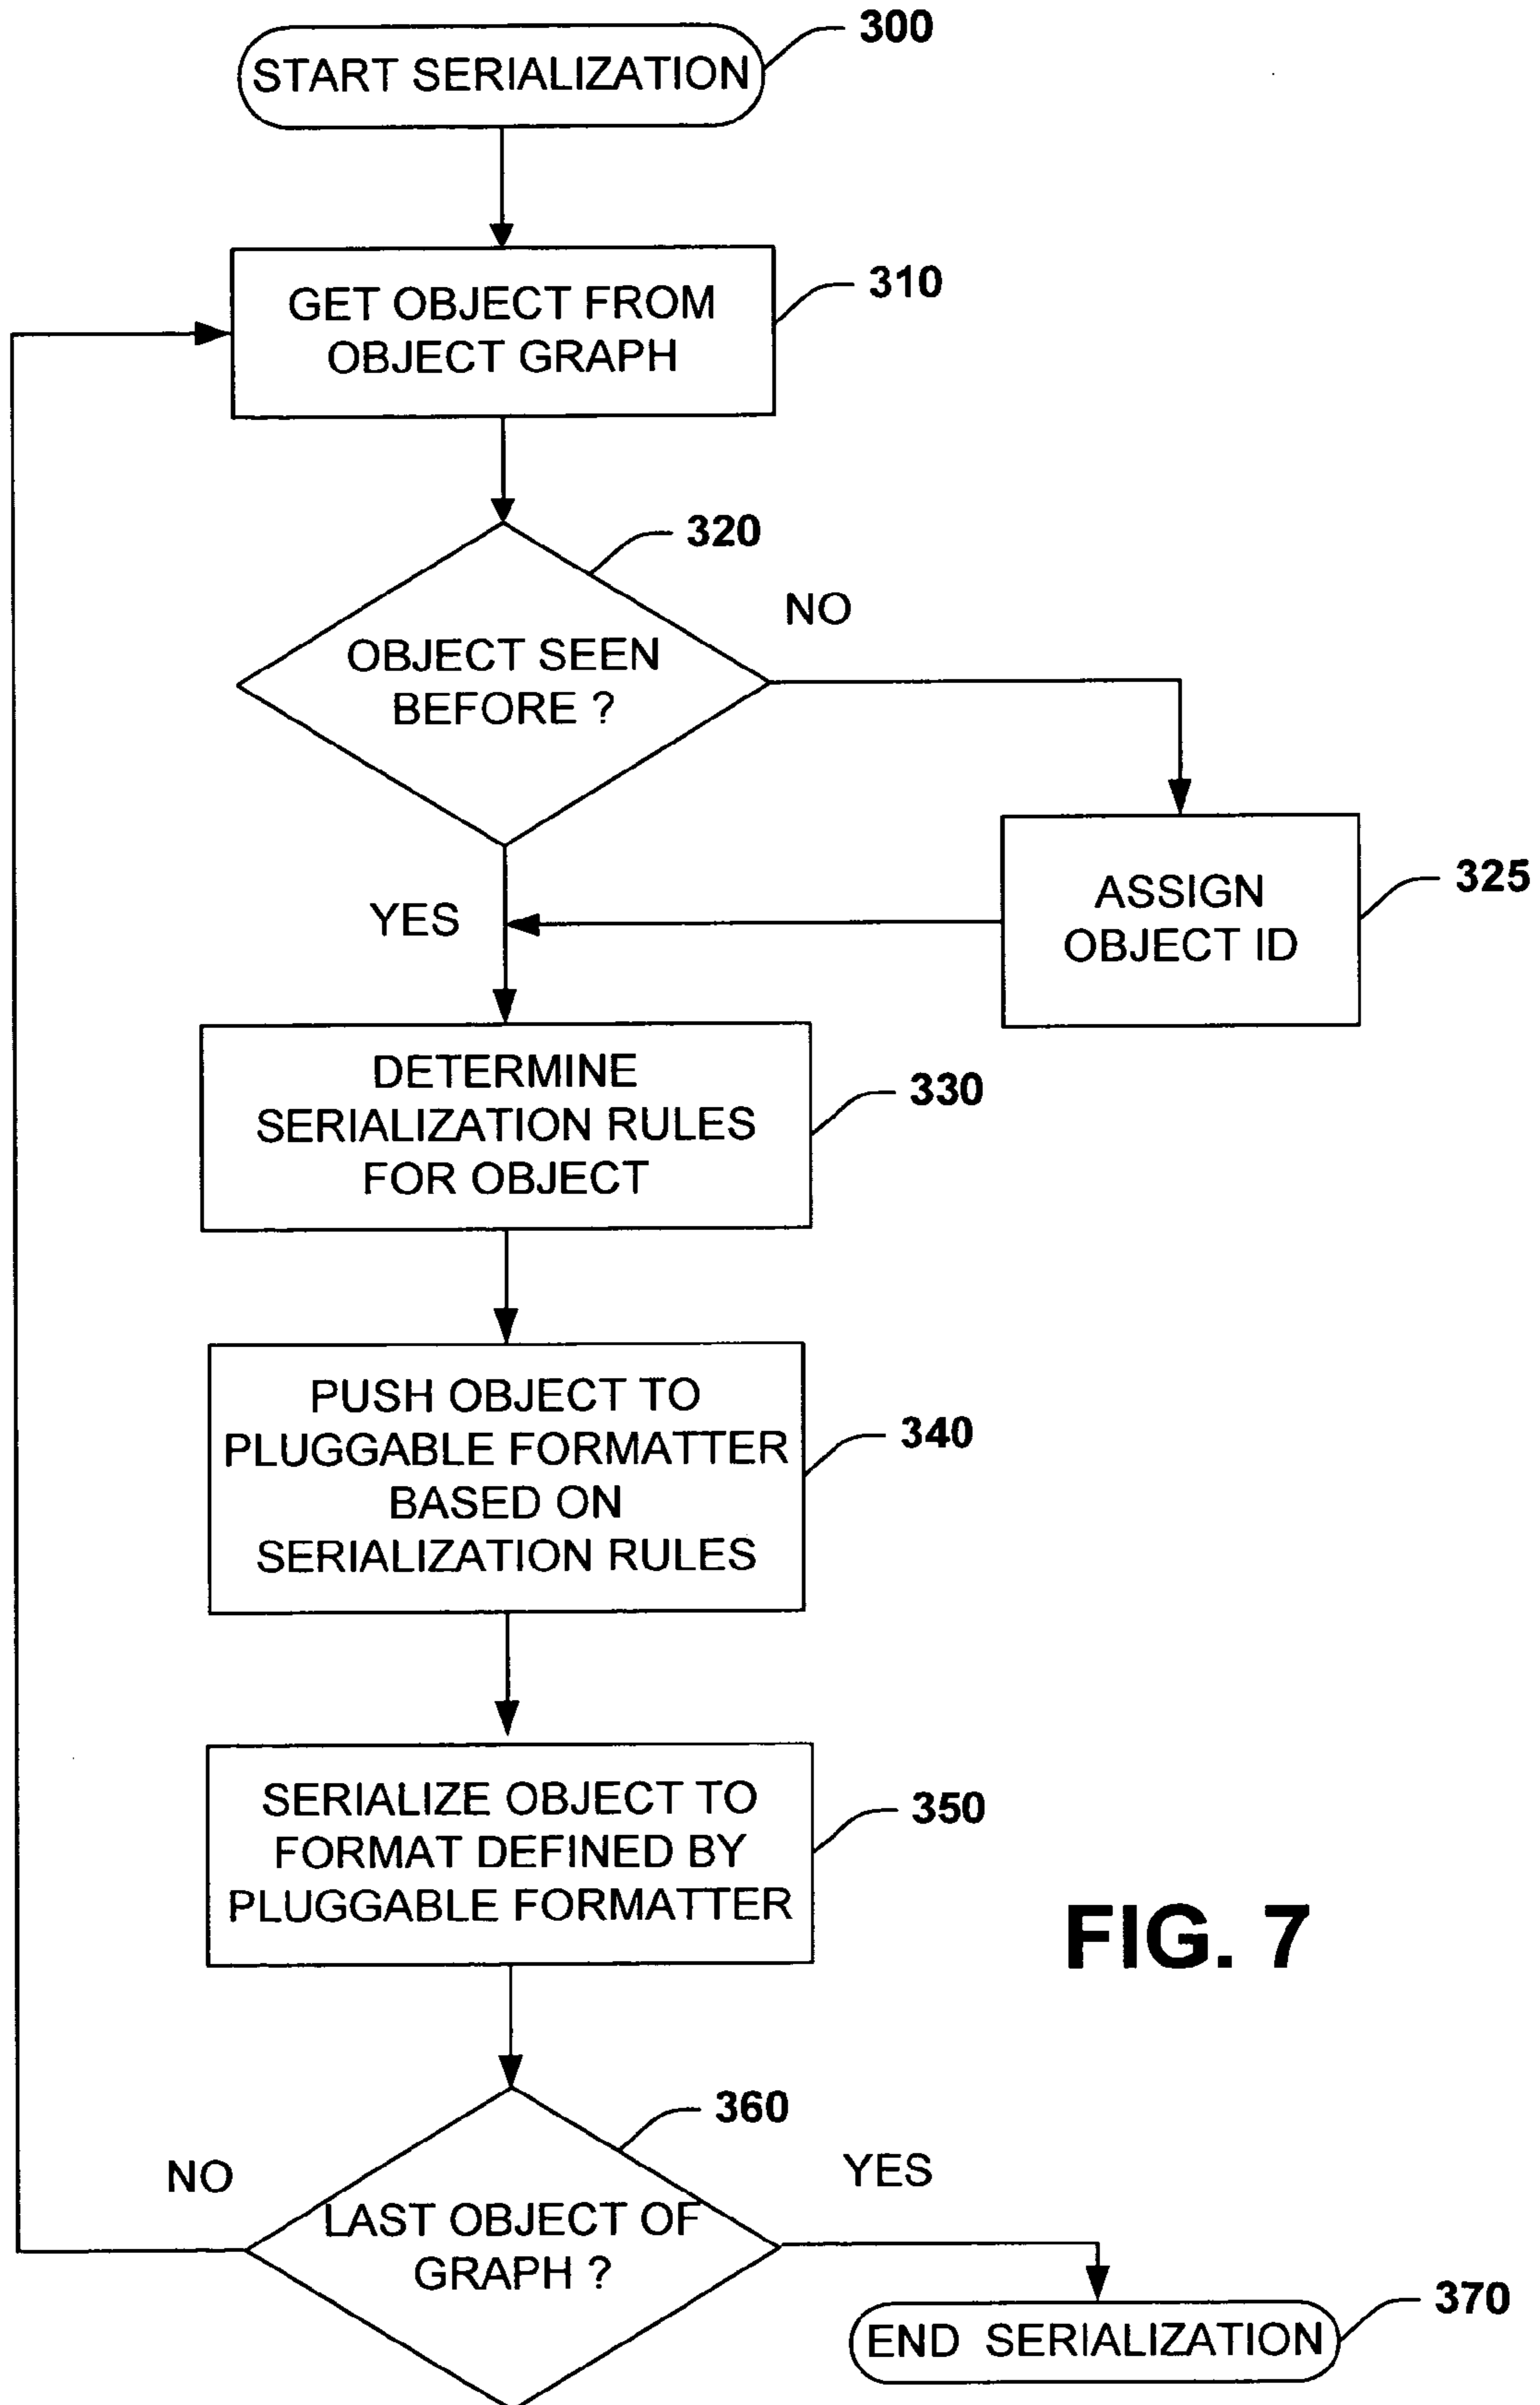 300
START SERIALIZATION
310
GET OBJECT FROM
OBJECT GRAPH
320
NO
OBJECT SEEN
BEFORE ?
YES
325
ASSIGN
OBJECT ID
DETERMINE
SERIALIZATION RULES
FOR OBJECT
330
PUSH OBJECT TO
PLUGGABLE FORMATTER
BASED ON
SERIALIZATION RULES
340
SERIALIZE OBJECT TO
FORMAT DEFINED BY
PLUGGABLE FORMATTER
350
FIG. 7
360
NO
YES
LAST OBJECT OF
GRAPH ?
370
END SERIALIZATION